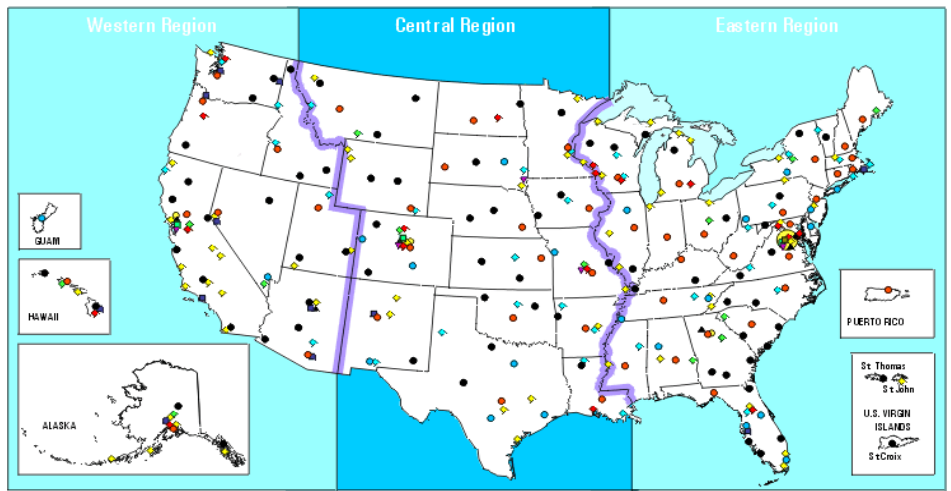 Western Region
Central Region
Eastern Region
GUAM
HAWAII
ALASKA
PUERTO RICO
St Thomas
St John
U.S. VIRGIN
ISLANDS
St Croix